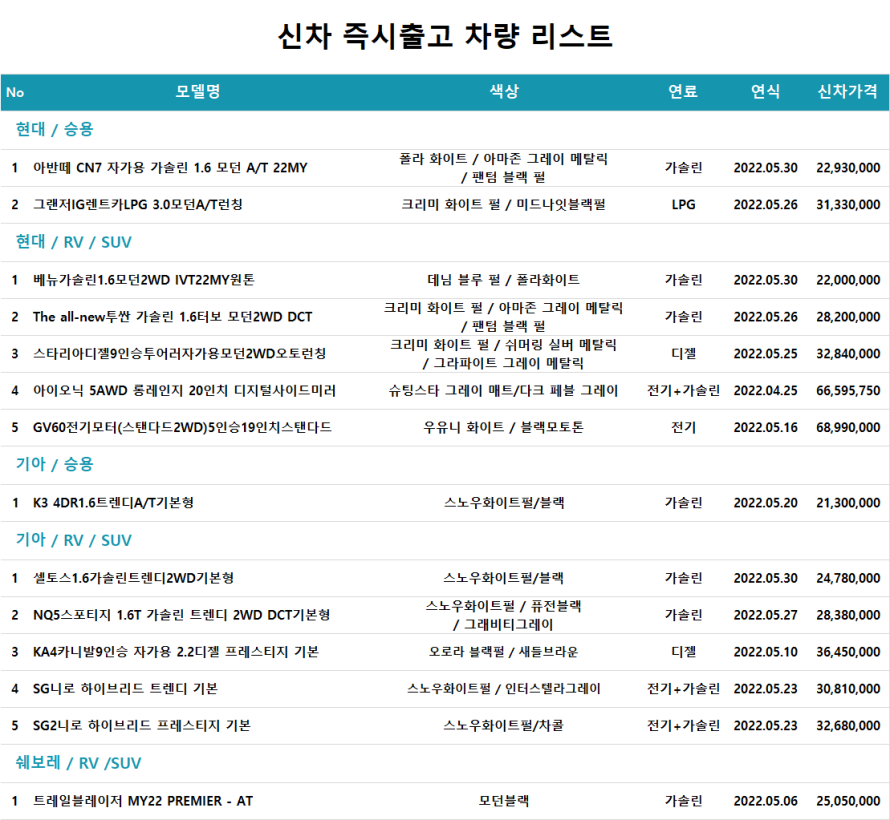 신차 즉시출고 차량 리스트
No 모델명 색상 연료 연식 신차가격
현대 / 승용
1 아반떼 CN7 자가용 가솔린 1.6 모던 A/T 22MY 폴라 화이트 / 아마존 그레이 메탈릭 / 팬텀 블랙 펄 가솔린 2022.05.30 22,930,000
2 그랜저IG렌트카LPG 3.0모던A/T런칭 크리미 화이트 펄 / 미드나잇블랙펄 LPG 2022.05.26 31,330,000
현대 / RV / SUV
1 베뉴가솔린1.6모던2WD IVT22MY원톤 데님 블루 펄 / 폴라화이트 가솔린 2022.05.30 22,000,000
2 The all-new투싼 가솔린 1.6터보 모던2WD DCT 크리미 화이트 펄 / 아마존 그레이 메탈릭 / 팬텀 블랙 펄 가솔린 2022.05.26 28,200,000
3 스타리아디젤9인승투어러자가용모던2WD오토런칭 크리미 화이트 펄 / 쉬머링 실버 메탈릭 / 그라파이트 그레이 메탈릭 디젤 2022.05.25 32,840,000
4 아이오닉 5AWD 롱레인지 20인치 디지털사이드미러 슈팅스타 그레이 매트/다크 페블 그레이 전기+가솔린 2022.04.25 66,595,750
5 GV60전기모터(스탠다드2WD)5인승19인치스탠다드 우유니 화이트 / 블랙모토톤 전기 2022.05.16 68,990,000
기아 / 승용
1 K3 4DR1.6트렌디A/T기본형 스노우화이트펄/블랙 가솔린 2022.05.20 21,300,000
기아 / RV / SUV
1 셀토스1.6가솔린트렌디2WD기본형 스노우화이트펄/블랙 가솔린 2022.05.30 24,780,000
2 NQ5스포티지 1.6T 가솔린 트렌디 2WD DCT기본형 스노우화이트펄 / 퓨전블랙 / 그래비티그레이 가솔린 2022.05.27 28,380,000
3 KA4카니발9인승 자가용 2.2디젤 프레스티지 기본 오로라 블랙펄 / 새들브라운 디젤 2022.05.10 36,450,000
4 SG니로 하이브리드 트렌디 기본 스노우화이트펄 / 인터스텔라그레이 전기+가솔린 2022.05.23 30,810,000
5 SG2니로 하이브리드 프레스티지 기본 스노우화이트펄/차콜 전기+가솔린 2022.05.23 32,680,000
쉐보레 / RV /SUV
1 트레일블레이저 MY22 PREMIER - AT 모던블랙 가솔린 2022.05.06 25,050,000